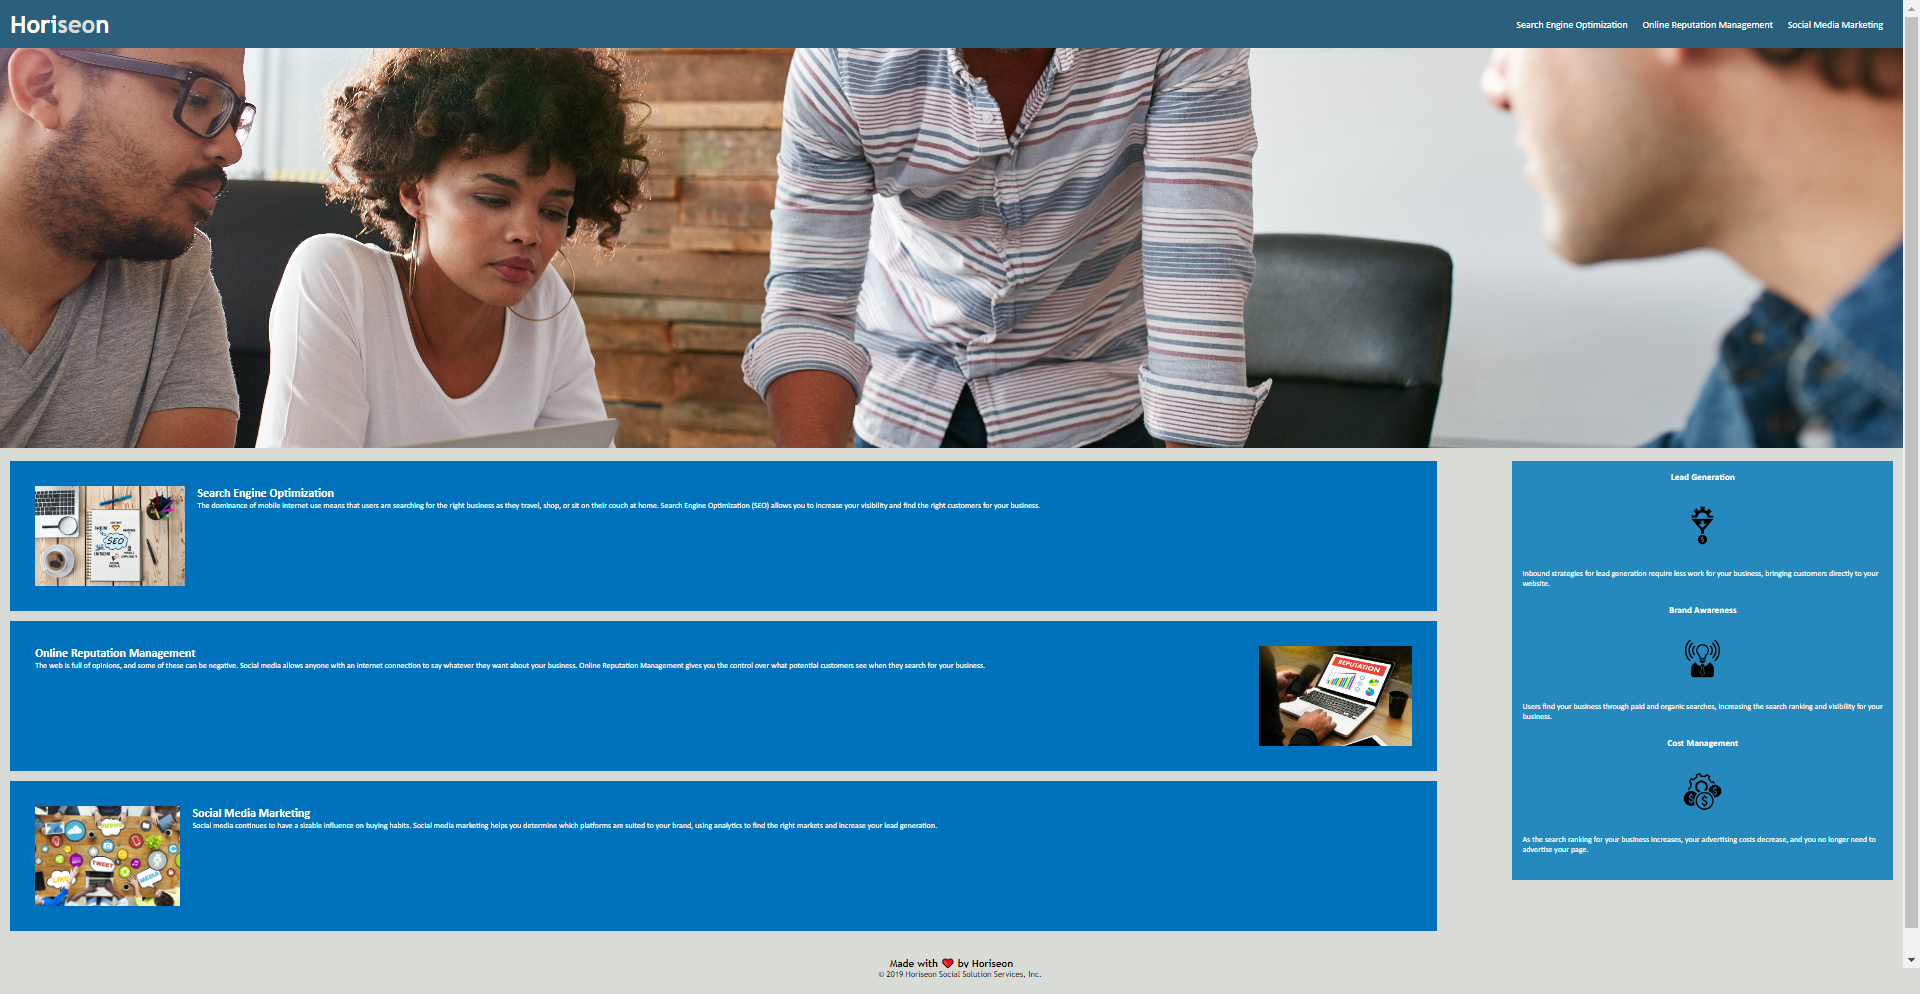 Horiseon
Search Engine Optimization Online Reputation Management Social Media Marketing
Search Engine Optimization
The dominance of mobile internet use means that users are searching for the right business as they travel, shop, or sit on their couch at home. Search Engine Optimization (SEO) allows you to increase your visibility and find the right customers for your business.
SEO
Online Reputation Management
The web is full of opinions, and some of these can be negative. Social media allows anyone with an internet connection to say whatever they want about your business. Online Reputation Management gives you the control over what potential customers see when they search for your business.
REPUTATION
Social Media Marketing
Social media continues to have a sizable influence on buying habits. Social media marketing helps you determine which platforms are suited to your brand, using analytics to find the right markets and increase your lead generation.
TWEET
LIKE
MEDIA
Lead Generation
Inbound strategies for lead generation require less work for your business, bringing customers directly to your
website.
Brand Awareness
Users find your business through paid and organic searches, increasing the search ranking and visibility for your
business.
Cost Management
As the search ranking for your business increases, your advertising costs decrease, and you no longer need to
advertise your page.
Made with ❤️ by Horiseon
© 2019 Horiseon Social Solution Services, Inc.